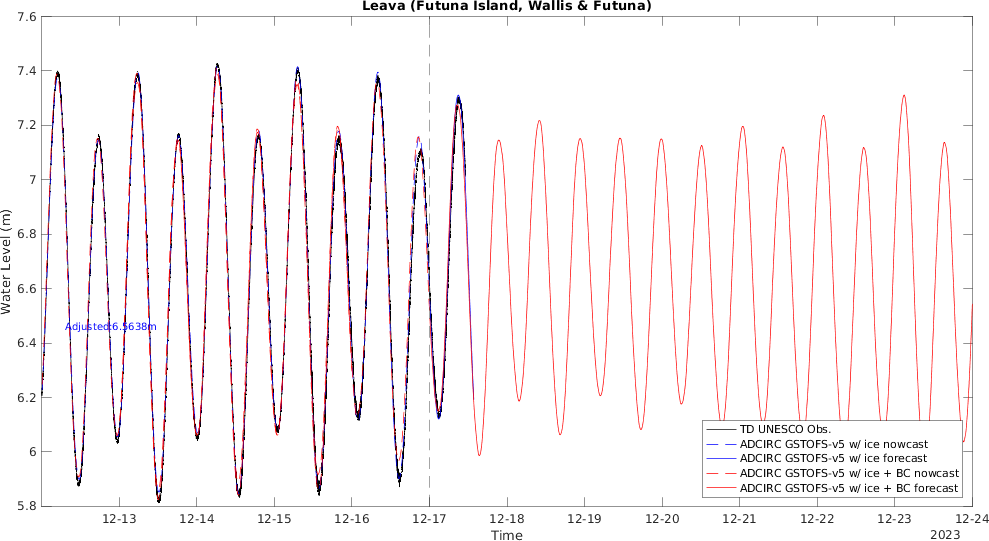 Leava (Futuna Island, Wallis & Futuna)
7.6
7.4
7.2
7
6.8
6.6
6.4
6.2
6
5.8
Water Level (m)
Adjusted:6.5638m
TD UNESCO Obs.
ADCIRC GSTOFS-v5 w/ ice nowcast
ADCIRC GSTOFS-v5 w/ ice forecast
ADCIRC GSTOFS-v5 w/ ice + BC nowcast
ADCIRC GSTOFS-v5 w/ ice + BC forecast
12-13 12-14 12-15 12-16 12-17 12-18 12-19 12-20 12-21 12-22 12-23 12-24
Time
2023